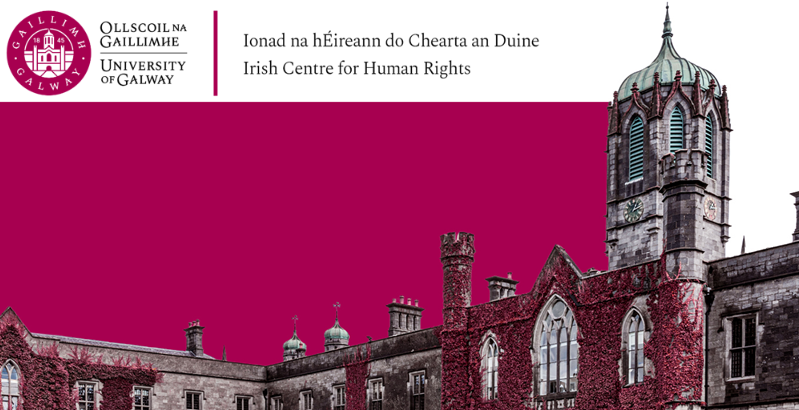 GAILLIMH
1845
GALWAY
OLLSCOIL NA
GAILLIMHE
UNIVERSITY
OF GALWAY
Ionad na hÉireann do Chearta an Duine
Irish Centre for Human Rights